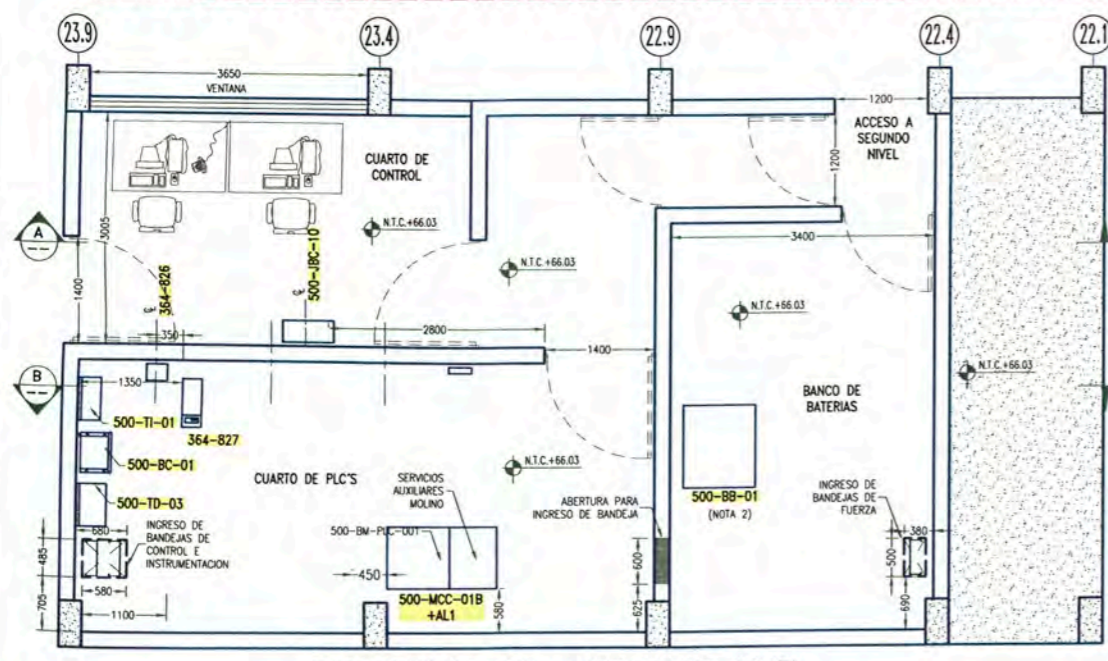 23.9
23.4
22.9
22.4
22.1
3650
VENTANA
1200
ACCESO A
SEGUNDO
NIVEL
CUARTO DE
CONTROL
1200
3005
N.T.C.+66.03
3400
A
--
1400
364-826
350
500-JBC-10
N.T.C.+66.03
N.T.C.+66.03
2800
1400
N.T.C.+66.03
B
--
1350
BANCO DE
BATERIAS
500-TI-01
364-827
500-BC-01
N.T.C.+66.03
CUARTO DE PLC'S
SERVICIOS
AUXILIARES
MOLINO
500-TD-03
ABERTURA PARA
INGRESO DE BANDEJA
500-BB-01
(NOTA 2)
INGRESO DE
BANDEJAS DE
FUERZA
680
INGRESO DE
BANDEJAS DE
CONTROL E
INSTRUMENTACION
380
485
580
450
600
500
705
1100
500-MCC-01B
+AL1
580
625
690